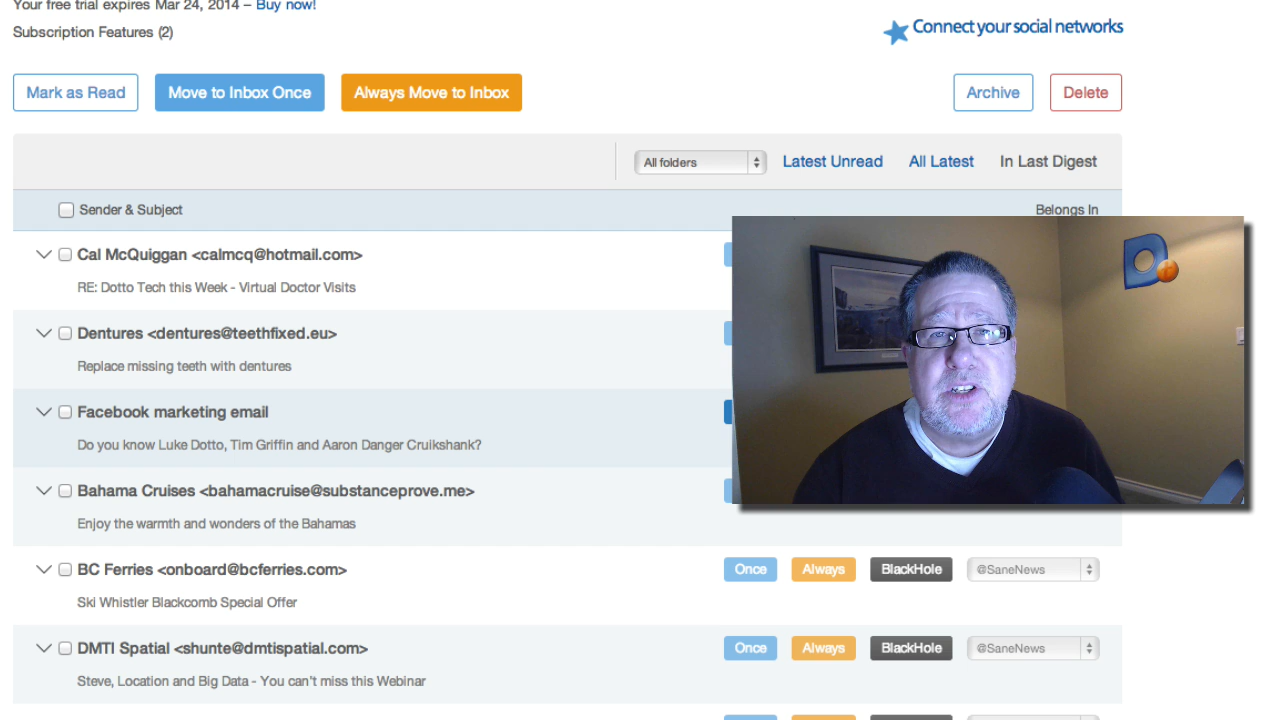 Your free trial expires Mar 24, 2014 – Buy now!
Subscription Features (2)
Connect your social networks
Mark as Read Move to Inbox Once Always Move to Inbox Archive Delete
All folders Latest Unread All Latest In Last Digest
Sender & Subject Belongs In
Cal McQuiggan <calmcq@hotmail.com>
RE: Dotto Tech this Week - Virtual Doctor Visits
Dentures <dentures@teethfixed.eu>
Replace missing teeth with dentures
Facebook marketing email
Do you know Luke Dotto, Tim Griffin and Aaron Danger Cruikshank?
Bahama Cruises <bahamacruise@substanceprove.me>
Enjoy the warmth and wonders of the Bahamas
BC Ferries <onboard@bcferries.com> Once Always BlackHole @SaneNews
Ski Whistler Blackcomb Special Offer
DMTI Spatial <shunte@dmtispatial.com> Once Always BlackHole @SaneNews
Steve, Location and Big Data - You can't miss this Webinar